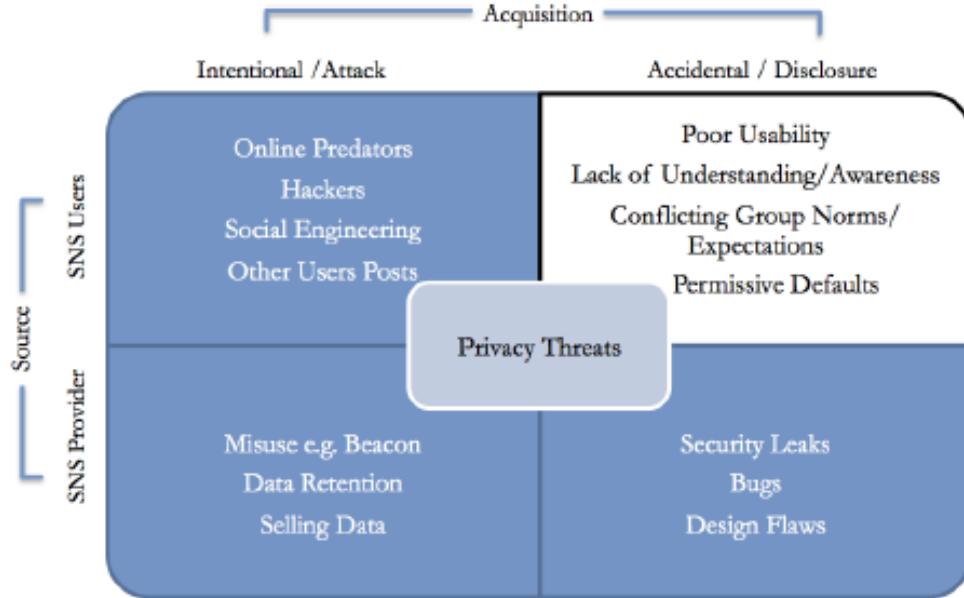 Acquisition
Intentional /Attack
Accidental / Disclosure
Source
SNS Users
SNS Provider
Online Predators
Hackers
Social Engineering
Other Users Posts
Poor Usability
Lack of Understanding/Awareness
Conflicting Group Norms/
Expectations
Permissive Defaults
Privacy Threats
Misuse e.g. Beacon
Data Retention
Selling Data
Security Leaks
Bugs
Design Flaws